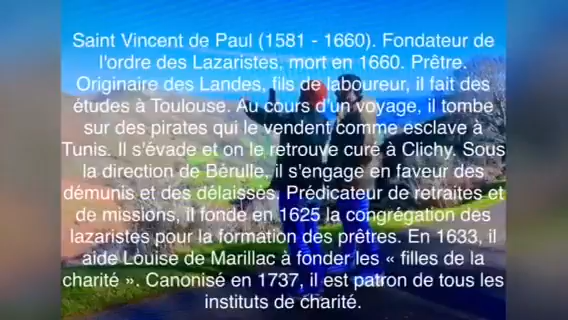 Saint Vincent de Paul (1581 - 1660). Fondateur de
l'ordre des Lazaristes, mort en 1660. Prêtre.
Originaire des Landes, fils de laboureur, il fait des
études à Toulouse. Au cours d'un voyage, il tombe
sur des pirates qui le vendent comme esclave à
Tunis. Il s'évade et on le retrouve curé à Clichy. Sous
la direction de Bérulle, il s'engage en faveur des
démunis et des délaissés. Prédicateur de retraites et
de missions, il fonde en 1625 la congrégation des
lazaristes pour la formation des prêtres. En 1633, il
aide Louise de Marillac à fonder les « filles de la
charité ». Canonisé en 1737, il est patron de tous les
instituts de charité.